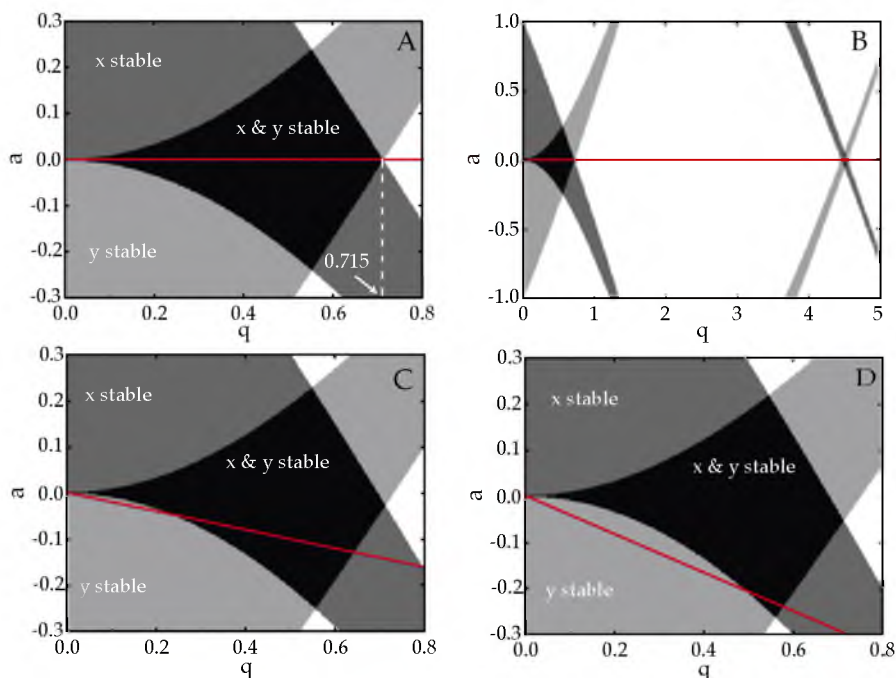 A
0.3
0.2
0.1
0.0
-0.1
-0.2
-0.3
a
x stable
x & y stable
y stable
0.715
0.0 0.2 0.4 0.6 0.8
q
B
1.0
0.5
0.0
-0.5
-1.0
a
0 1 2 3 4 5
q
C
0.3
0.2
0.1
0.0
-0.1
-0.2
-0.3
a
x stable
x & y stable
y stable
0.0 0.2 0.4 0.6 0.8
q
D
0.3
0.2
0.1
0.0
-0.1
-0.2
-0.3
a
x stable
x & y stable
y stable
0.0 0.2 0.4 0.6 0.8
q